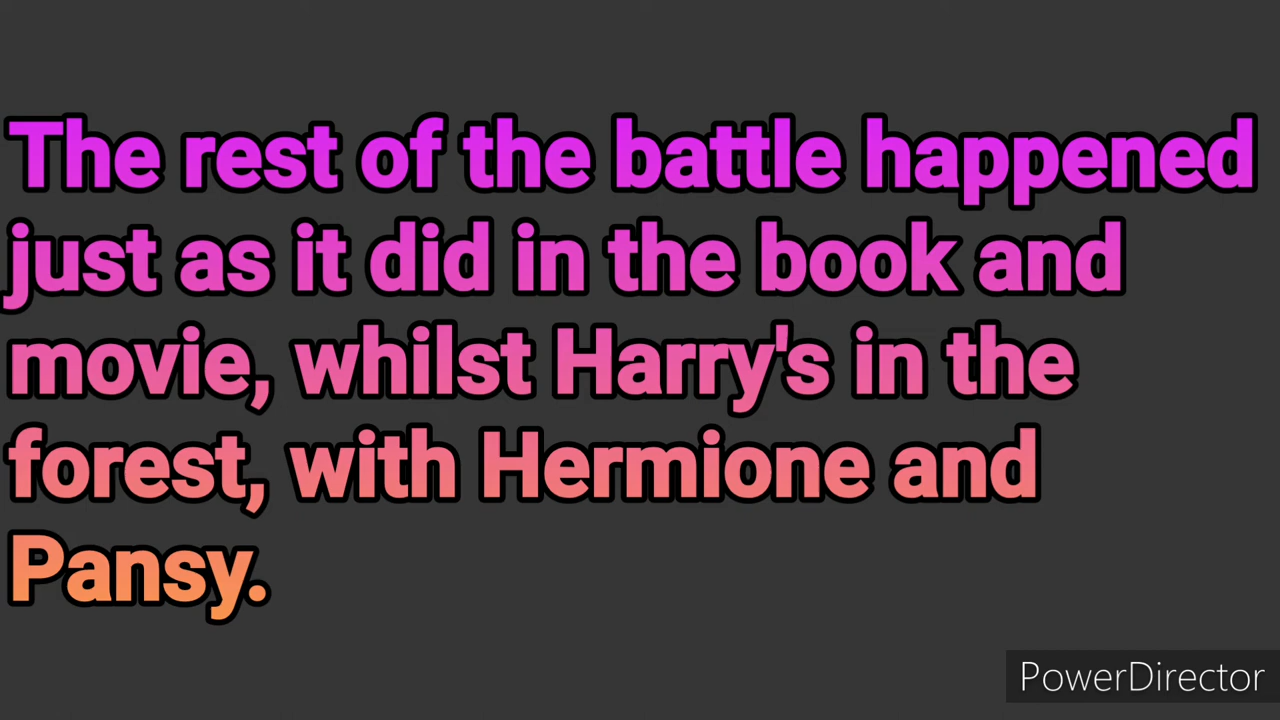 The rest of the battle happened
just as it did in the book and
movie, whilst Harry's in the
forest, with Hermione and
Pansy.
PowerDirector